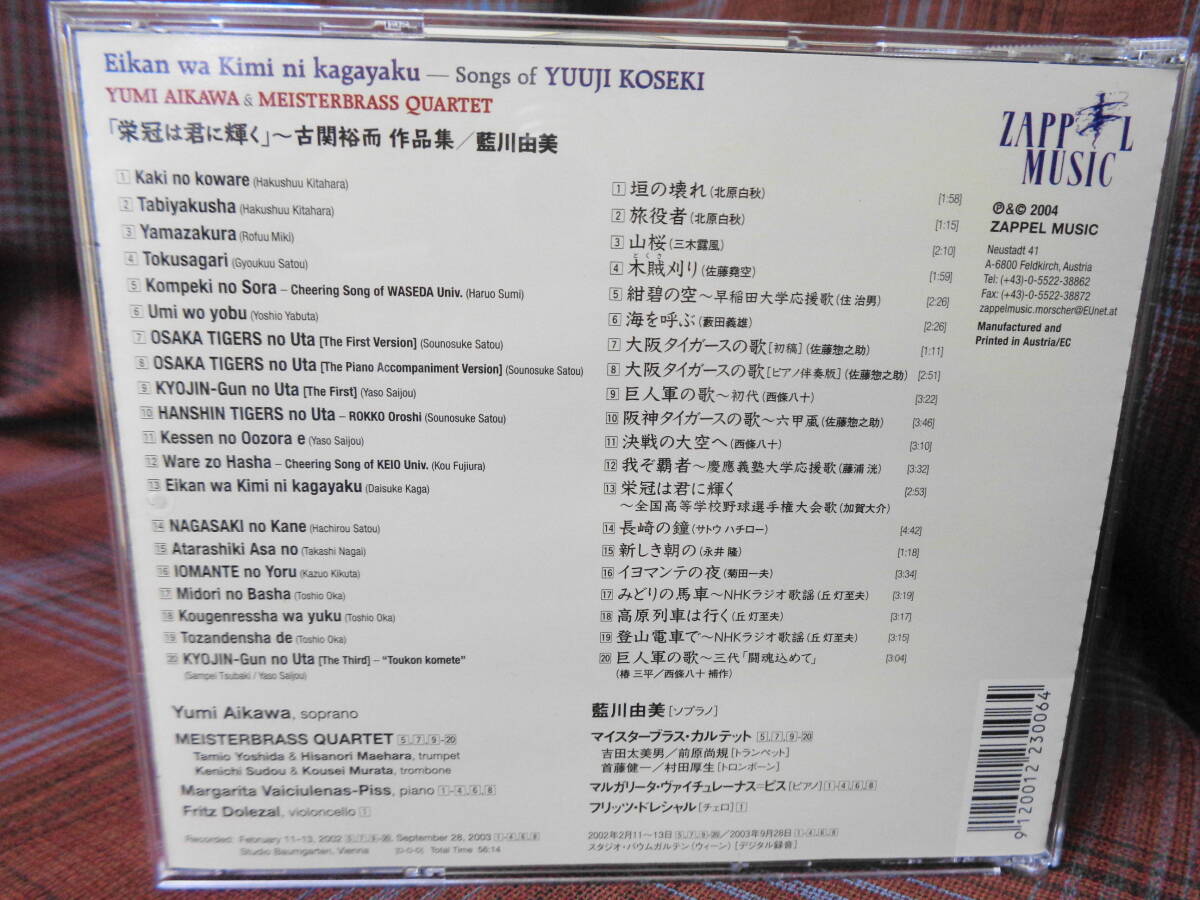 Eikan wa Kimi ni kagayaku — Songs of YUUJI KOSEKI
YUMI AIKAWA & MEISTERBRASS QUARTET
「栄冠は君に輝く」～古関裕而 作品集／藍川由美
1 Kaki no koware (Hakushuu Kitahara)
2 Tabiyakusha (Hakushuu Kitahara)
3 Yamazakura (Rofuu Miki)
4 Tokusagari (Gyoukuu Satou)
5 Kompeki no Sora – Cheering Song of WASEDA Univ. (Haruo Sumi)
6 Umi wo yobu (Yoshio Yabuta)
7 OSAKA TIGERS no Uta [The First Version] (Sounosuke Satou)
8 OSAKA TIGERS no Uta [The Piano Accompaniment Version] (Sounosuke Satou)
9 KYOJIN-Gun no Uta [The First] (Yaso Saijou)
10 HANSHIN TIGERS no Uta – ROKKO Oroshi (Sounosuke Satou)
11 Kessen no Oozora e (Yaso Saijou)
12 Ware zo Hasha – Cheering Song of KEIO Univ. (Kou Fujiura)
13 Eikan wa Kimi ni kagayaku (Daisuke Kaga)
14 NAGASAKI no Kane (Hachirou Satou)
15 Atarashiki Asa no (Takashi Nagai)
16 IOMANTE no Yoru (Kazuo Kikuta)
17 Midori no Basha (Toshio Oka)
18 Kougenressha wa yuku (Toshio Oka)
19 Tozandensha de (Toshio Oka)
20 KYOJIN-Gun no Uta [The Third] – “Toukon komete”
(Sampei Tsubaki / Yaso Saijou)
Yumi Aikawa, soprano
MEISTERBRASS QUARTET 5,7,9-20
Tamio Yoshida & Hisanori Maehara, trumpet
Kenichi Sudou & Kousei Murata, trombone
Margarita Vaiciulenas-Piss, piano 1-4,6,8
Fritz Dolezal, violoncello 1
Recorded: February 11–13, 2002 5,7,9-20, September 28, 2003 1-4,6,8
Studio Baumgarten, Vienna [D-D-D] Total Time 56:14
1 垣の壊れ (北原白秋) [1:58]
2 旅役者 (北原白秋) [1:15]
3 山桜 (三木露風) [2:10]
とくさ
4 木賊刈り (佐藤堯空) [1:59]
5 紺碧の空～早稲田大学応援歌 (住 治男) [2:26]
6 海を呼ぶ (藪田義雄) [2:26]
7 大阪タイガースの歌 [初稿] (佐藤惣之助) [1:11]
8 大阪タイガースの歌 [ピアノ伴奏版] (佐藤惣之助) [2:51]
9 巨人軍の歌～初代 (西條八十) [3:22]
10 阪神タイガースの歌～六甲颪 (佐藤惣之助) [3:46]
11 決戦の大空へ (西條八十) [3:10]
12 我ぞ覇者～慶應義塾大学応援歌 (藤浦 洸) [3:32]
13 栄冠は君に輝く [2:53]
～全国高等学校野球選手権大会歌 (加賀大介)
14 長崎の鐘 (サトウ ハチロー) [4:42]
15 新しき朝の (永井 隆) [1:18]
16 イヨマンテの夜 (菊田一夫) [3:34]
17 みどりの馬車～NHKラジオ歌謡 (丘 灯至夫) [3:19]
18 高原列車は行く (丘 灯至夫) [3:17]
19 登山電車で～NHKラジオ歌謡 (丘 灯至夫) [3:15]
20 巨人軍の歌～三代「闘魂込めて」 [3:04]
(椿 三平／西條八十 補作)
藍川由美 [ソプラノ]
マイスターブラス・カルテット 5,7,9-20
吉田太美男／前原尚規 [トランペット]
首藤健一／村田厚生 [トロンボーン]
マルガリータ・ヴァイチュレーナス=ピス [ピアノ] 1-4,6,8
フリッツ・ドレシャル [チェロ] 1
2002年2月11～13日 5,7,9-20／2003年9月28日 1-4,6,8
スタジオ・バウムガルテン (ウィーン) [デジタル録音]
ZAPPEL
MUSIC
℗&© 2004
ZAPPEL MUSIC
Neustadt 41
A-6800 Feldkirch, Austria
Tel: (+43)-0-5522-38862
Fax: (+43)-0-5522-38872
zappelmusic.morscher@EUnet.at
Manufactured and
Printed in Austria/EC
9 120012 230064